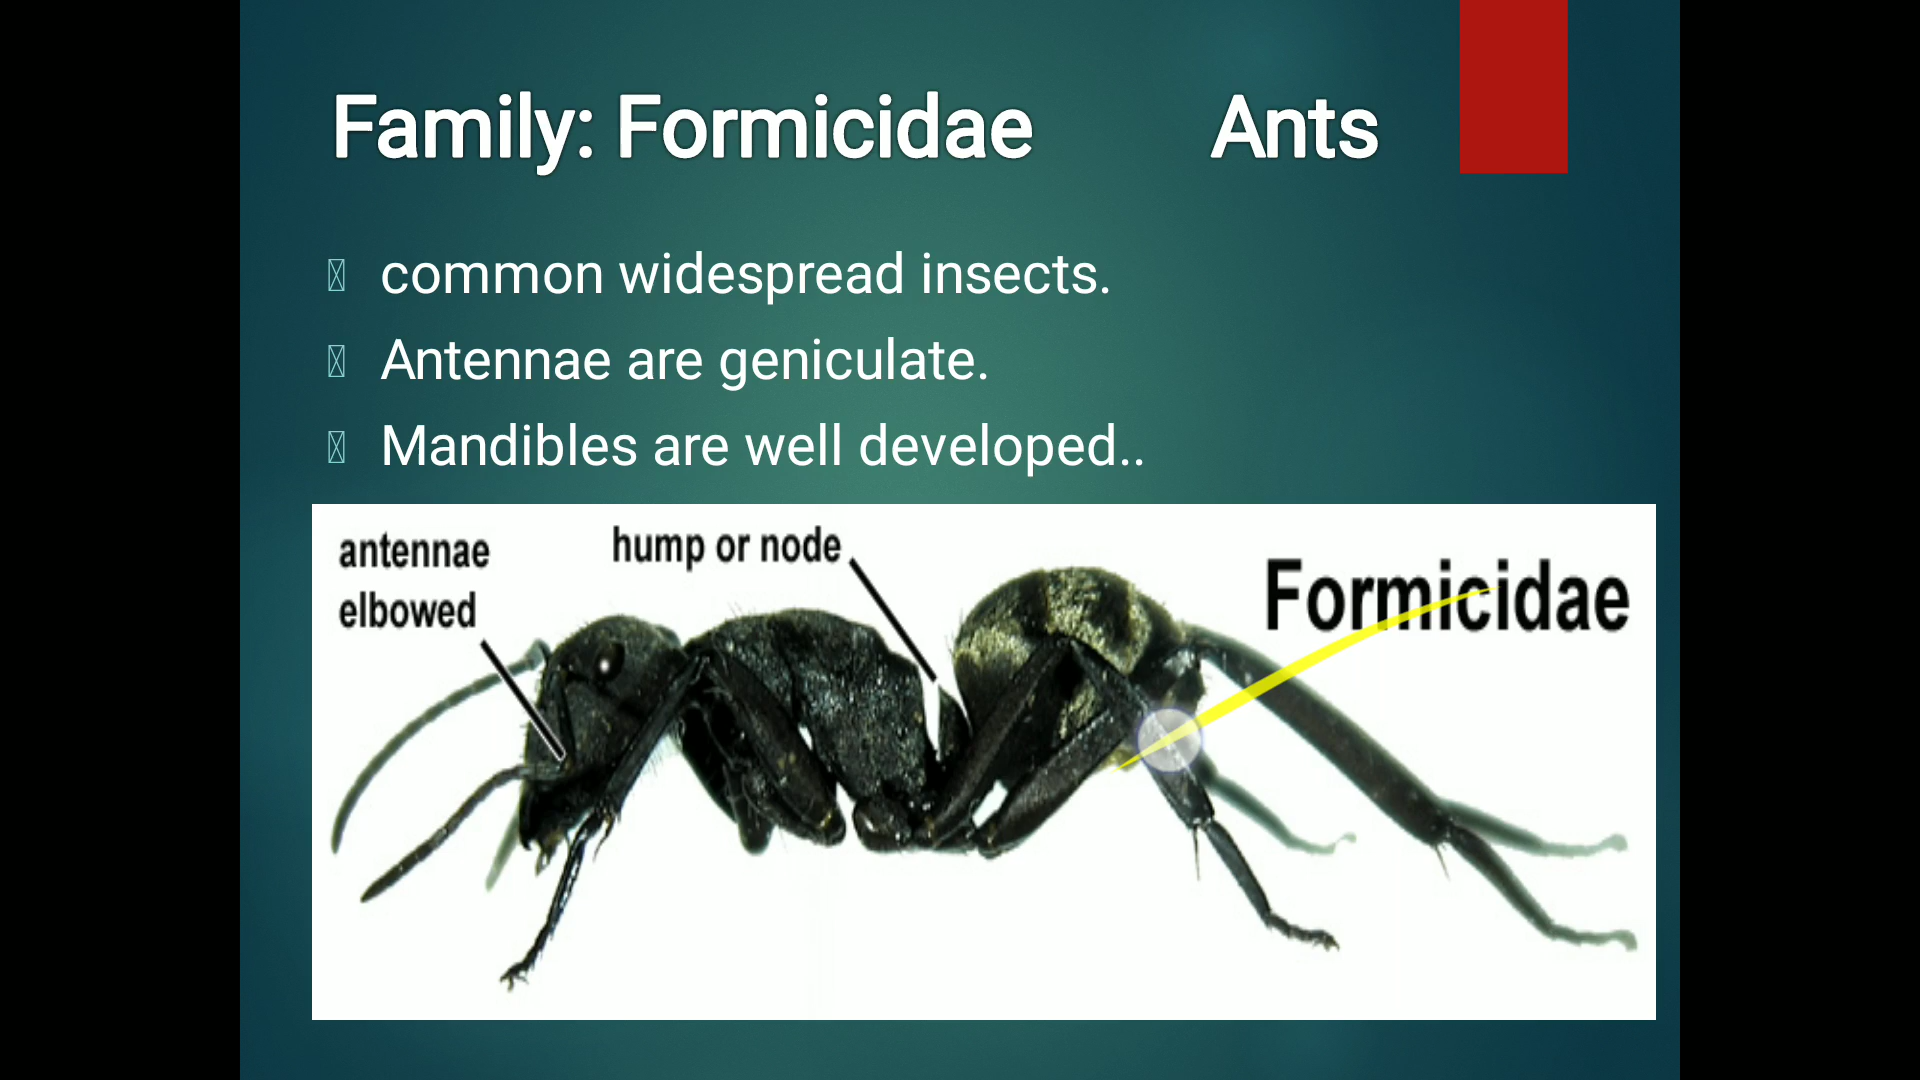 Family: Formicidae Ants
common widespread insects.
Antennae are geniculate.
Mandibles are well developed..
antennae
elbowed
hump or node
Formicidae